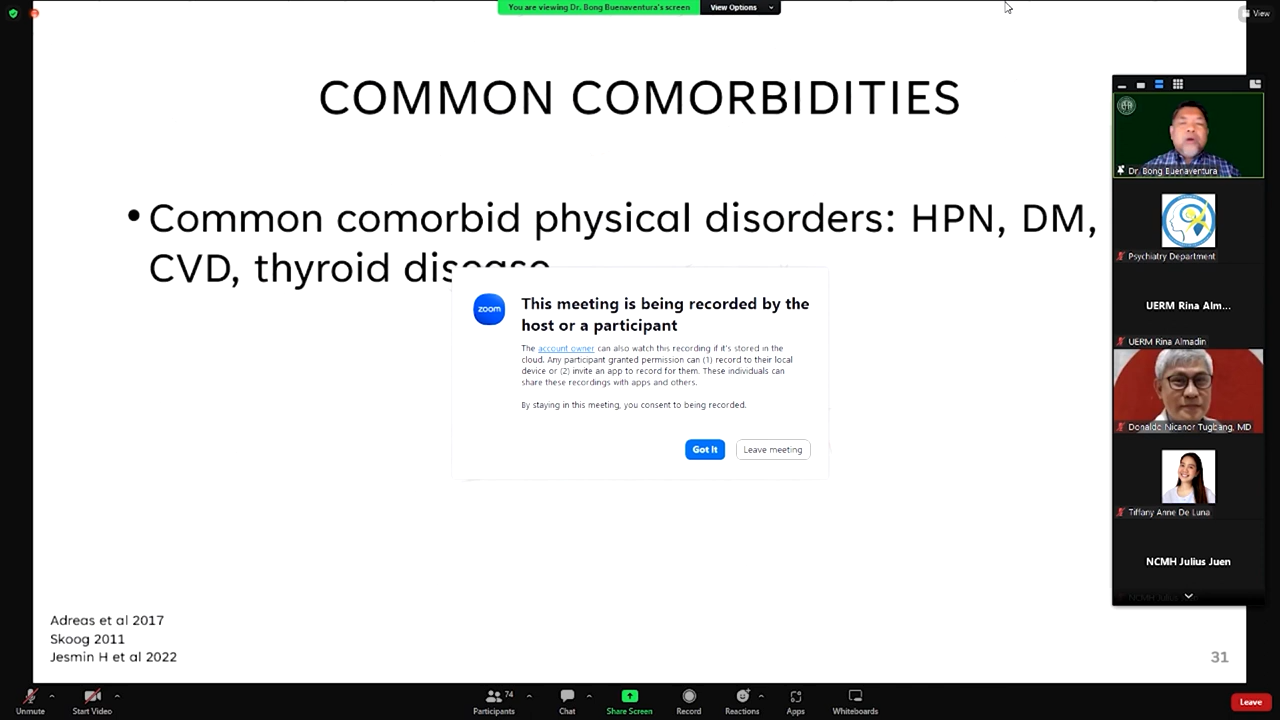 You are viewing Dr. Bong Buenaventura's screen
View Options
View
COMMON COMORBIDITIES
• Common comorbid physical disorders: HPN, DM,
CVD, thyroid disease
zoom
This meeting is being recorded by the
host or a participant
The account owner can also watch this recording if it's stored in the
cloud. Any participant granted permission can (1) record to their local
device or (2) invite an app to record for them. These individuals can
share these recordings with apps and others.
By staying in this meeting, you consent to being recorded.
Got It
Leave meeting
Dr. Bong Buenaventura
Psychiatry Department
UERM Rina Alm...
UERM Rina Almadin
Donaldo Nicanor Tugbang, MD
Tiffany Anne De Luna
NCMH Julius Juen
Adreas et al 2017
Skoog 2011
Jesmin H et al 2022
31
Unmute
Start Video
Participants
74
Chat
Share Screen
Record
Reactions
Apps
Whiteboards
Leave